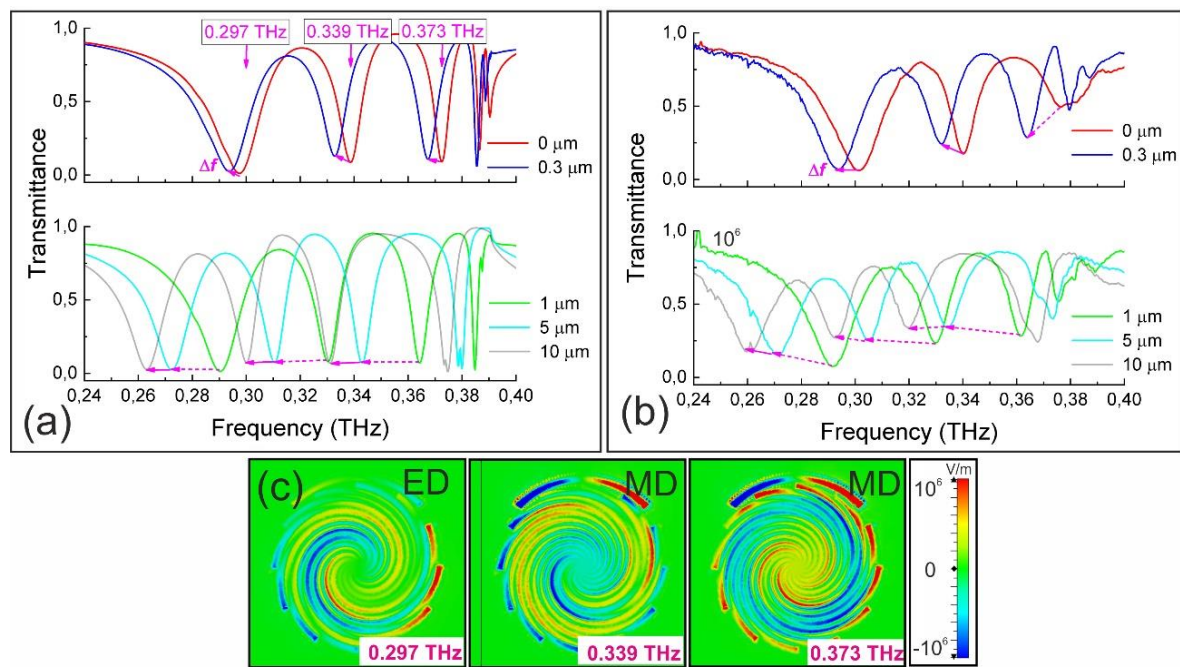 0.297 THz
0.339 THz
0.373 THz
1,0
0,5
0,0
Transmittance
Δf
0 μm
0.3 μm
1,0
0,5
0,0
1 μm
5 μm
10 μm
0,24 0,26 0,28 0,30 0,32 0,34 0,36 0,38 0,40
Frequency (THz)
(a)
1,0
0,5
0,0
Transmittance
Δf
0 μm
0.3 μm
1,0
0,5
0,0
10⁶
1 μm
5 μm
10 μm
0,24 0,26 0,28 0,30 0,32 0,34 0,36 0,38 0,40
Frequency (THz)
(b)
(c)
ED
0.297 THz
MD
0.339 THz
MD
0.373 THz
V/m
10⁶
0
-10⁶